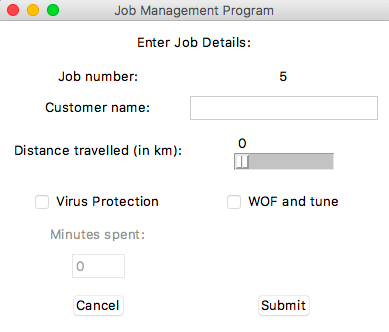 Job Management Program
Enter Job Details:
Job number: 5
Customer name:
0
Distance travelled (in km):
Virus Protection WOF and tune
Minutes spent:
0
Cancel Submit